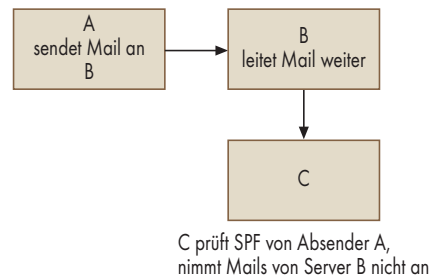 A
sendet Mail an
B
B
leitet Mail weiter
C
C prüft SPF von Absender A,
nimmt Mails von Server B nicht an